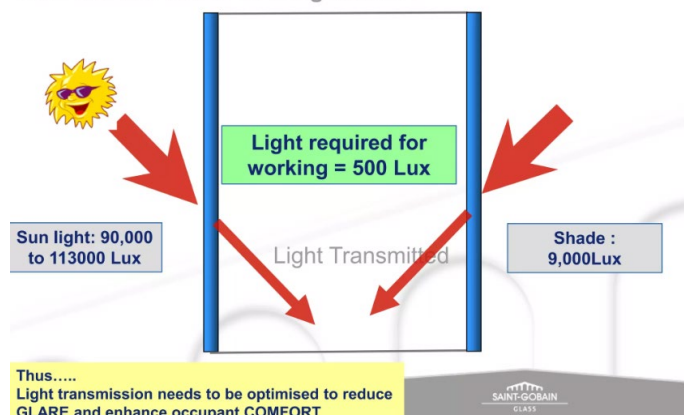 Light required for
working = 500 Lux
Sun light: 90,000
to 113000 Lux
Light Transmitted
Shade :
9,000Lux
Thus.....
Light transmission needs to be optimised to reduce
GLARE and enhance occupant COMFORT
SAINT-GOBAIN
GLASS